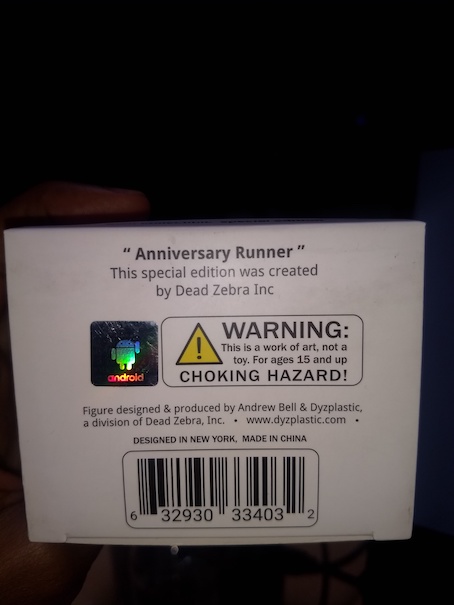 “ Anniversary Runner ”
This special edition was created
by Dead Zebra Inc
android
WARNING:
This is a work of art, not a
toy. For ages 15 and up
CHOKING HAZARD!
Figure designed & produced by Andrew Bell & Dyzplastic,
a division of Dead Zebra, Inc. • www.dyzplastic.com •
DESIGNED IN NEW YORK, MADE IN CHINA
6 32930 33403 2